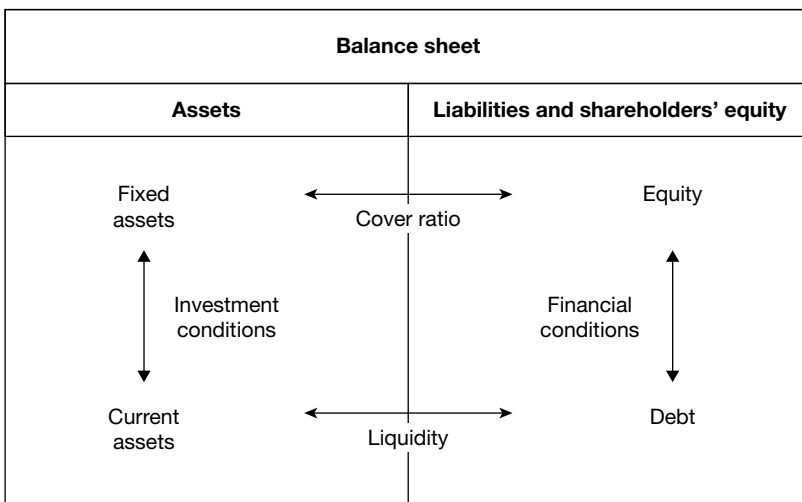 Balance sheet
Assets
Liabilities and shareholders’ equity
Fixed
assets
Cover ratio
Equity
Investment
conditions
Financial
conditions
Current
assets
Liquidity
Debt